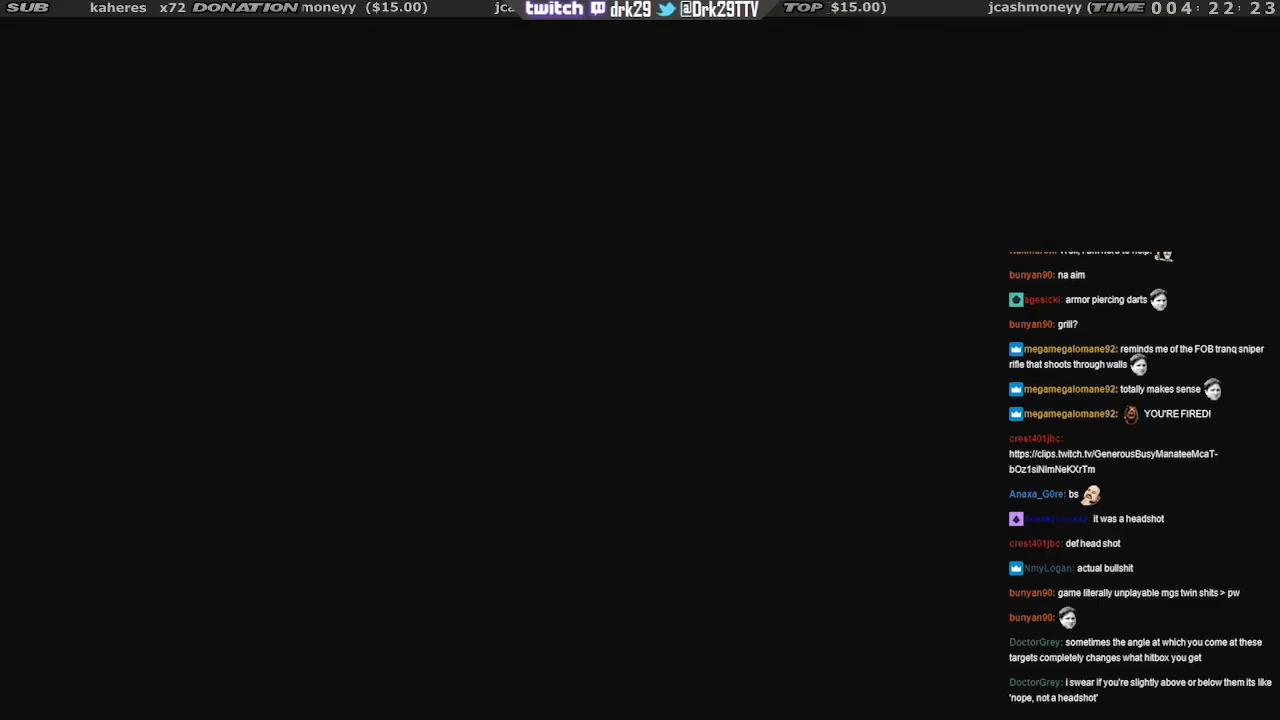 SUB kaheres x72 DONATION moneyy ($15.00) twitch drk29 @Drk29TTV TOP $15.00) jcashmoneyy (TIME 004:22:23
bunyan90: na aim
agesicki: armor piercing darts
bunyan90: grill?
megamegalomane92: reminds me of the FOB tranq sniper
rifle that shoots through walls
megamegalomane92: totally makes sense
megamegalomane92: YOU'RE FIRED!
crest401jbc:
https://clips.twitch.tv/GenerousBusyManateeMcaT-
bOz1siNlmNeKXrTm
Anaxa_G0re: bs
it was a headshot
crest401jbc: def head shot
NmyLogan: actual bullshit
bunyan90: game literally unplayable mgs twin shits > pw
bunyan90:
DoctorGrey: sometimes the angle at which you come at these
targets completely changes what hitbox you get
DoctorGrey: i swear if you're slightly above or below them its like
'nope, not a headshot'